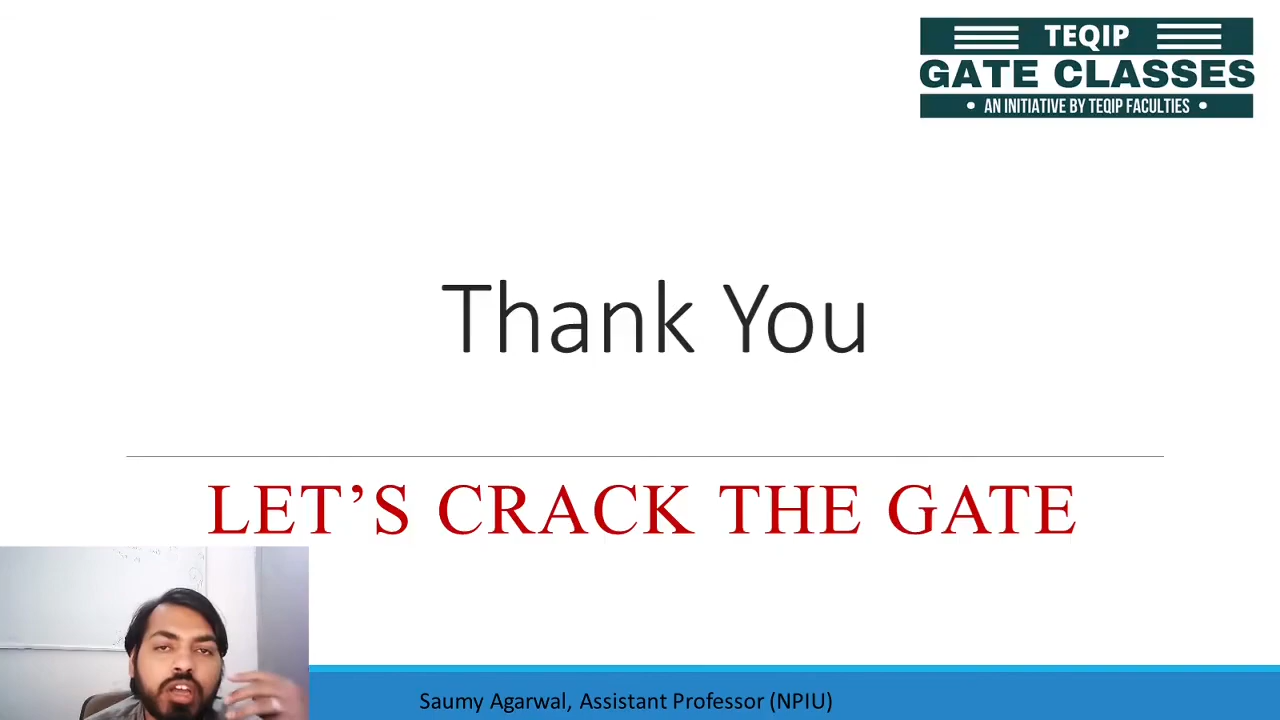 TEQIP
GATE CLASSES
• AN INITIATIVE BY TEQIP FACULTIES •
Thank You
LET’S CRACK THE GATE
Saumy Agarwal, Assistant Professor (NPIU)